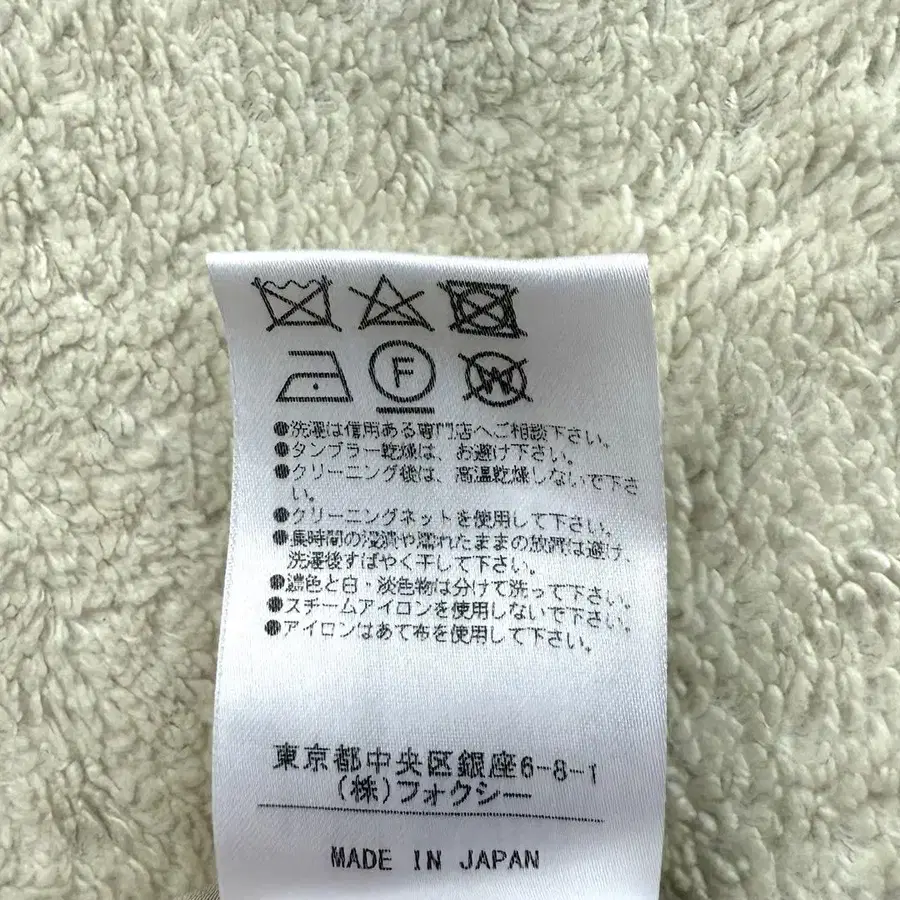 F W
●洗濯は信用ある専門店へご相談下さい。
●タンブラー乾燥は、お避け下さい。
●クリーニング後は、高温乾燥しないで下さ
い。
●クリーニングネットを使用して下さい。
●長時間の浸漬や濡れたままの放置は避け、
洗濯後すばやく干して下さい。
●濃色と白・淡色物は分けて洗って下さい。
●スチームアイロンを使用しないで下さい。
●アイロンはあて布を使用して下さい。
東京都中央区銀座6-8-1
(株)フォクシー
MADE IN JAPAN